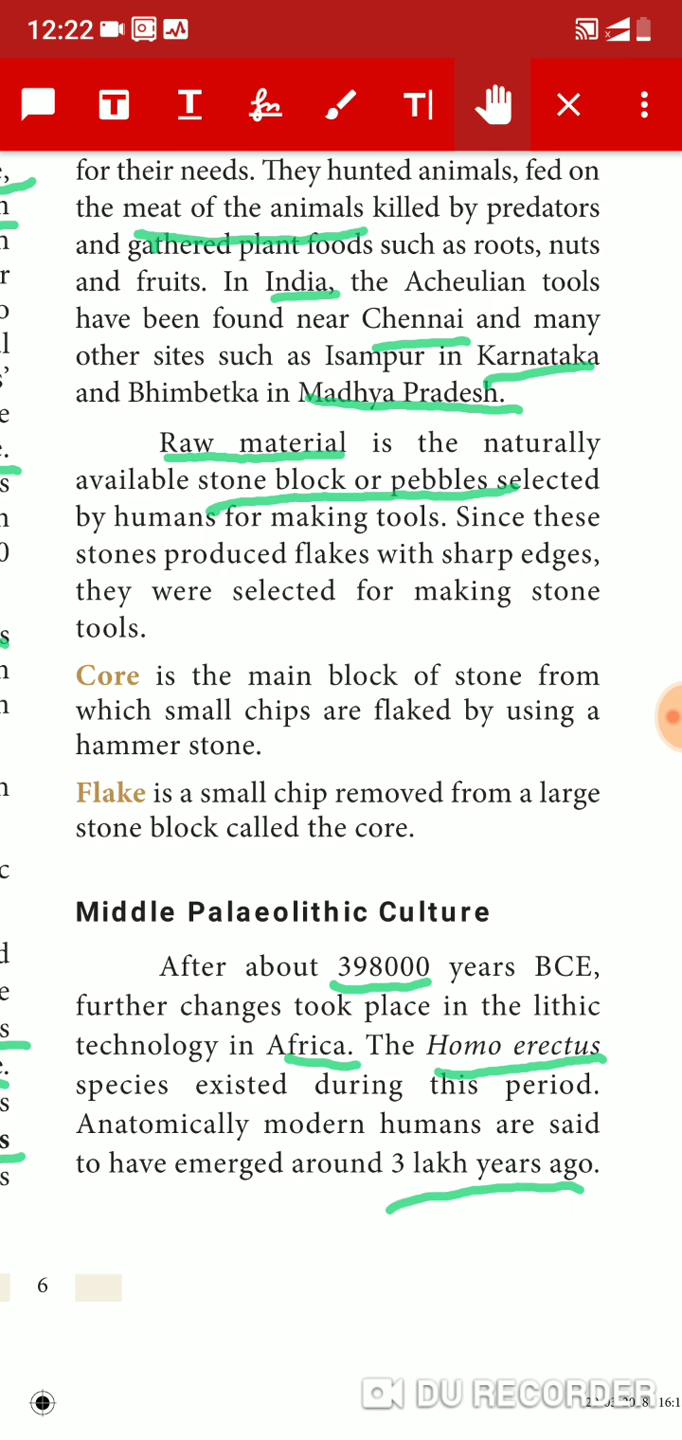 12:22
T T T
for their needs. They hunted animals, fed on
the meat of the animals killed by predators
and gathered plant foods such as roots, nuts
and fruits. In India, the Acheulian tools
have been found near Chennai and many
other sites such as Isampur in Karnataka
and Bhimbetka in Madhya Pradesh.
Raw material is the naturally
available stone block or pebbles selected
by humans for making tools. Since these
stones produced flakes with sharp edges,
they were selected for making stone
tools.
Core is the main block of stone from
which small chips are flaked by using a
hammer stone.
Flake is a small chip removed from a large
stone block called the core.
Middle Palaeolithic Culture
After about 398000 years BCE,
further changes took place in the lithic
technology in Africa. The Homo erectus
species existed during this period.
Anatomically modern humans are said
to have emerged around 3 lakh years ago.
6
DU RECORDER